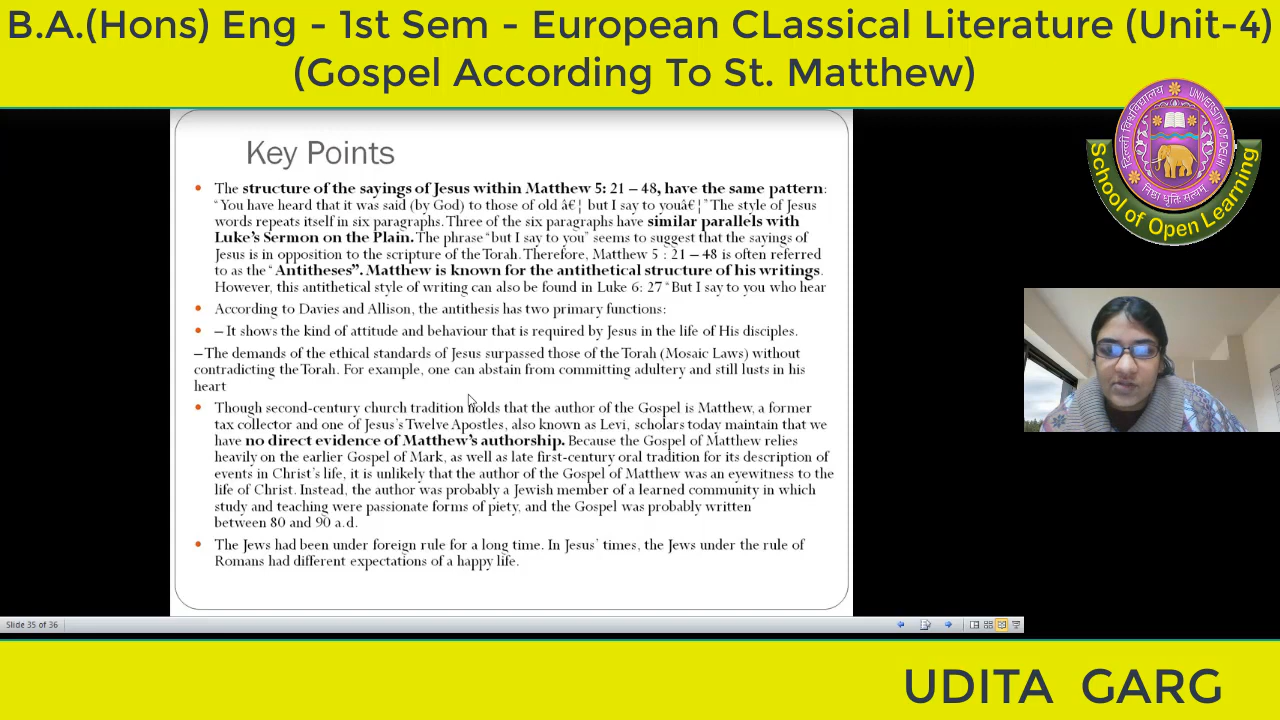 B.A.(Hons) Eng - 1st Sem - European CLassical Literature (Unit-4)
(Gospel According To St. Matthew)
दिल्ली विश्वविद्यालय
UNIVERSITY OF DELHI
निष्ठा धृतिः सत्यम्
School of Open Learning
Key Points
• The structure of the sayings of Jesus within Matthew 5: 21 – 48, have the same pattern:
“You have heard that it was said (by God) to those of old â€¦ but I say to youâ€¦” The style of Jesus
words repeats itself in six paragraphs. Three of the six paragraphs have similar parallels with
Luke’s Sermon on the Plain. The phrase “but I say to you” seems to suggest that the sayings of
Jesus is in opposition to the scripture of the Torah. Therefore, Matthew 5 : 21 – 48 is often referred
to as the “ Antitheses”. Matthew is known for the antithetical structure of his writings.
However, this antithetical style of writing can also be found in Luke 6: 27 “But I say to you who hear
• According to Davies and Allison, the antithesis has two primary functions:
• – It shows the kind of attitude and behaviour that is required by Jesus in the life of His disciples.
– The demands of the ethical standards of Jesus surpassed those of the Torah (Mosaic Laws) without
contradicting the Torah. For example, one can abstain from committing adultery and still lusts in his
heart
• Though second-century church tradition holds that the author of the Gospel is Matthew, a former
tax collector and one of Jesus’s Twelve Apostles, also known as Levi, scholars today maintain that we
have no direct evidence of Matthew’s authorship. Because the Gospel of Matthew relies
heavily on the earlier Gospel of Mark, as well as late first-century oral tradition for its description of
events in Christ’s life, it is unlikely that the author of the Gospel of Matthew was an eyewitness to the
life of Christ. Instead, the author was probably a Jewish member of a learned community in which
study and teaching were passionate forms of piety, and the Gospel was probably written
between 80 and 90 a.d.
• The Jews had been under foreign rule for a long time. In Jesus’ times, the Jews under the rule of
Romans had different expectations of a happy life.
Slide 35 of 36
UDITA GARG